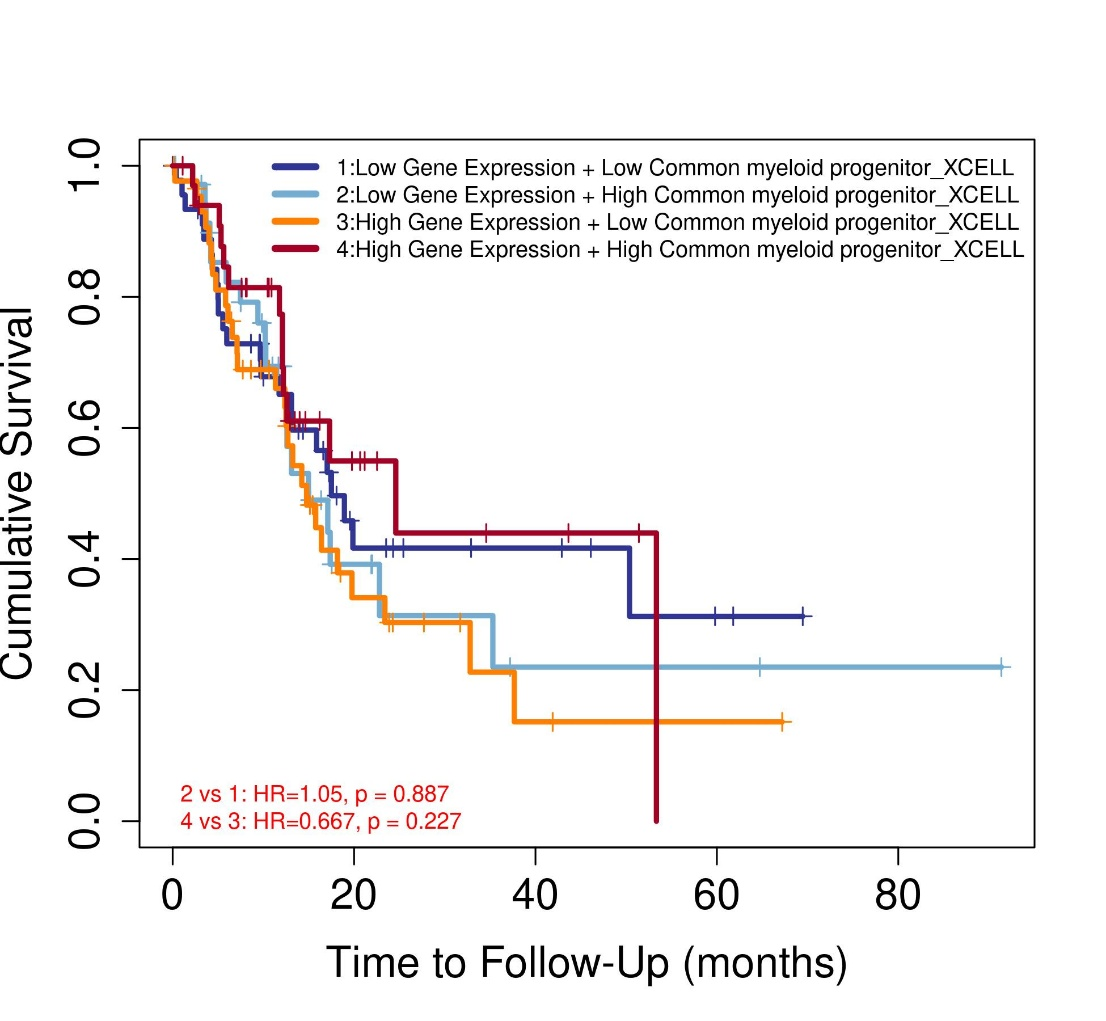 1:Low Gene Expression + Low Common myeloid progenitor_XCELL
2:Low Gene Expression + High Common myeloid progenitor_XCELL
3:High Gene Expression + Low Common myeloid progenitor_XCELL
4:High Gene Expression + High Common myeloid progenitor_XCELL
Cumulative Survival
1.0
0.8
0.6
0.4
0.2
0.0
2 vs 1: HR=1.05, p = 0.887
4 vs 3: HR=0.667, p = 0.227
0 20 40 60 80
Time to Follow-Up (months)